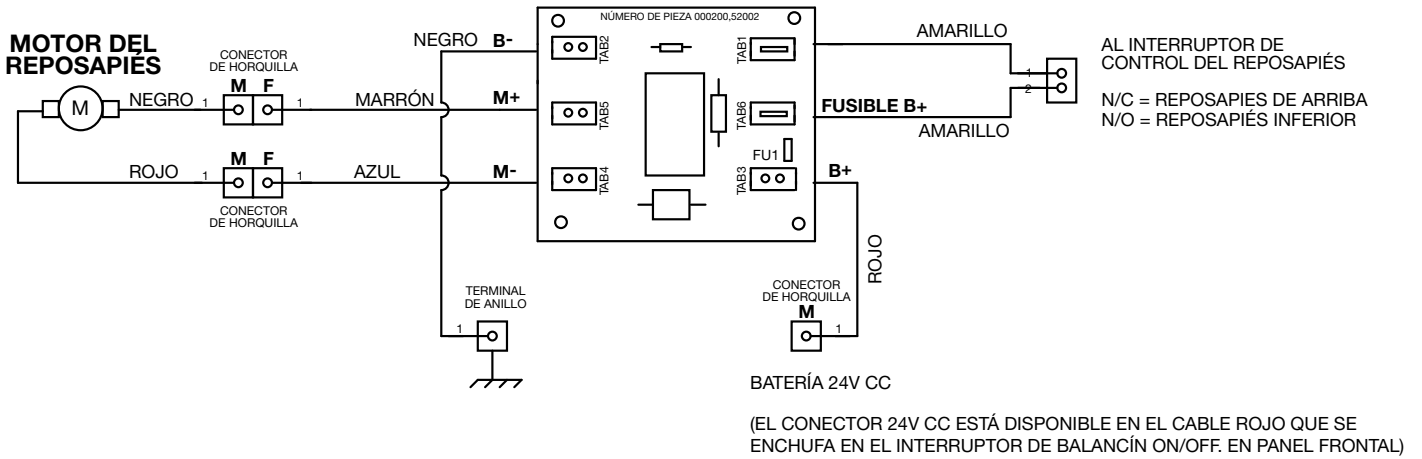 NÚMERO DE PIEZA 000200,52002
MOTOR DEL
REPOSAPIÉS
CONECTOR
DE HORQUILLA
M F
NEGRO B-
TAB2
TAB1
AMARILLO
AL INTERRUPTOR DE
CONTROL DEL REPOSAPIÉS
N/C = REPOSAPIES DE ARRIBA
N/O = REPOSAPIÉS INFERIOR
1
2
M
NEGRO 1
1 MARRÓN M+
TAB5
TAB6
FUSIBLE B+
AMARILLO
FU1
M F
ROJO 1
1 AZUL M-
TAB4
TAB3
B+
CONECTOR
DE HORQUILLA
ROJO
TERMINAL
DE ANILLO
1
CONECTOR
DE HORQUILLA
M
1
BATERÍA 24V CC
(EL CONECTOR 24V CC ESTÁ DISPONIBLE EN EL CABLE ROJO QUE SE
ENCHUFA EN EL INTERRUPTOR DE BALANCÍN ON/OFF. EN PANEL FRONTAL)